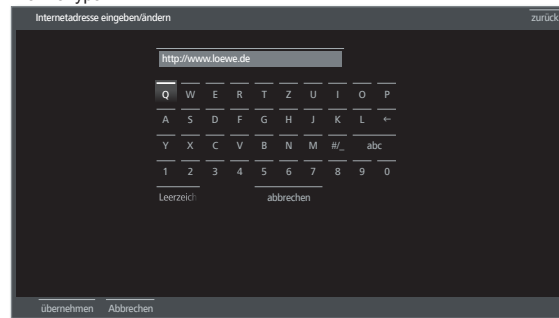 Internetadresse eingeben/ändern zurück
http://www.loewe.de
Q W E R T Z U I O P
A S D F G H J K L ←
Y X C V B N M #/_ abc
1 2 3 4 5 6 7 8 9 0
Leerzeich abbrechen
übernehmen Abbrechen